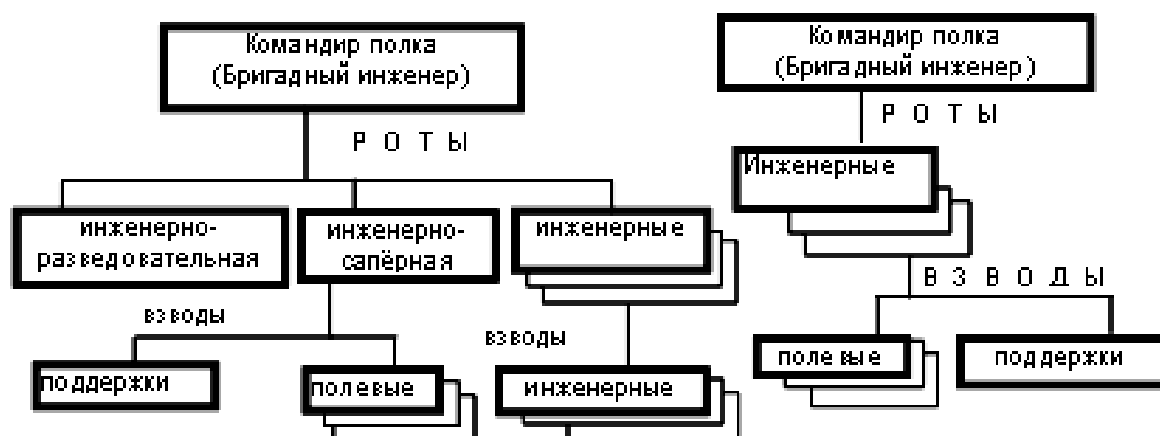 Командир полка
(Бригадный инженер)
Р О Т Ы
инженерно-
разведовательная
инженерно-
сапёрная
инженерные
взводы
поддержки
полевые
взводы
инженерные
Командир полка
(Бригадный инженер)
Р О Т Ы
Инженерные
В З В О Д Ы
полевые
поддержки